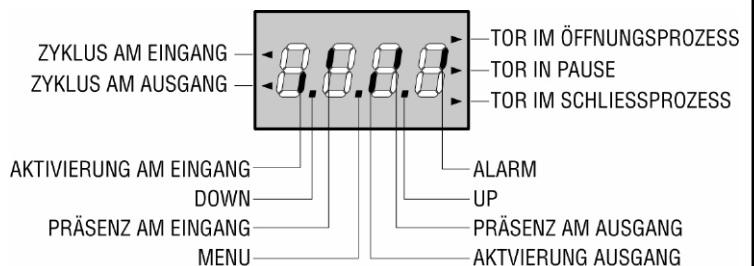 ZYKLUS AM EINGANG
ZYKLUS AM AUSGANG
TOR IM ÖFFNUNGSPROZESS
TOR IN PAUSE
TOR IM SCHLIESSPROZESS
AKTIVIERUNG AM EINGANG
DOWN
PRÄSENZ AM EINGANG
MENU
ALARM
UP
PRÄSENZ AM AUSGANG
AKTVIERUNG AUSGANG